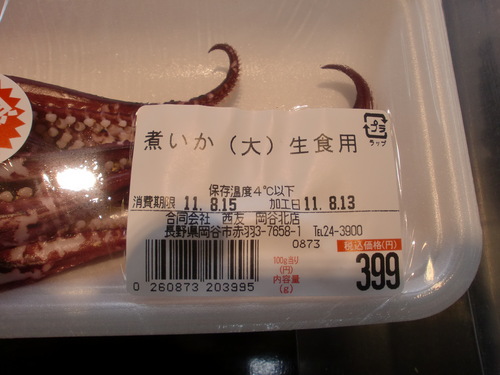 煮いか（大）生食用
プラ
ラップ
保存温度4℃以下
消費期限 11. 8.15 加工日 11. 8.13
合同会社 西友 岡谷北店
長野県岡谷市赤羽3-7658-1 TEL24-3900
0873 税込価格(円)
100g当り
(円)
内容量
(g)
399
0 260873 203995